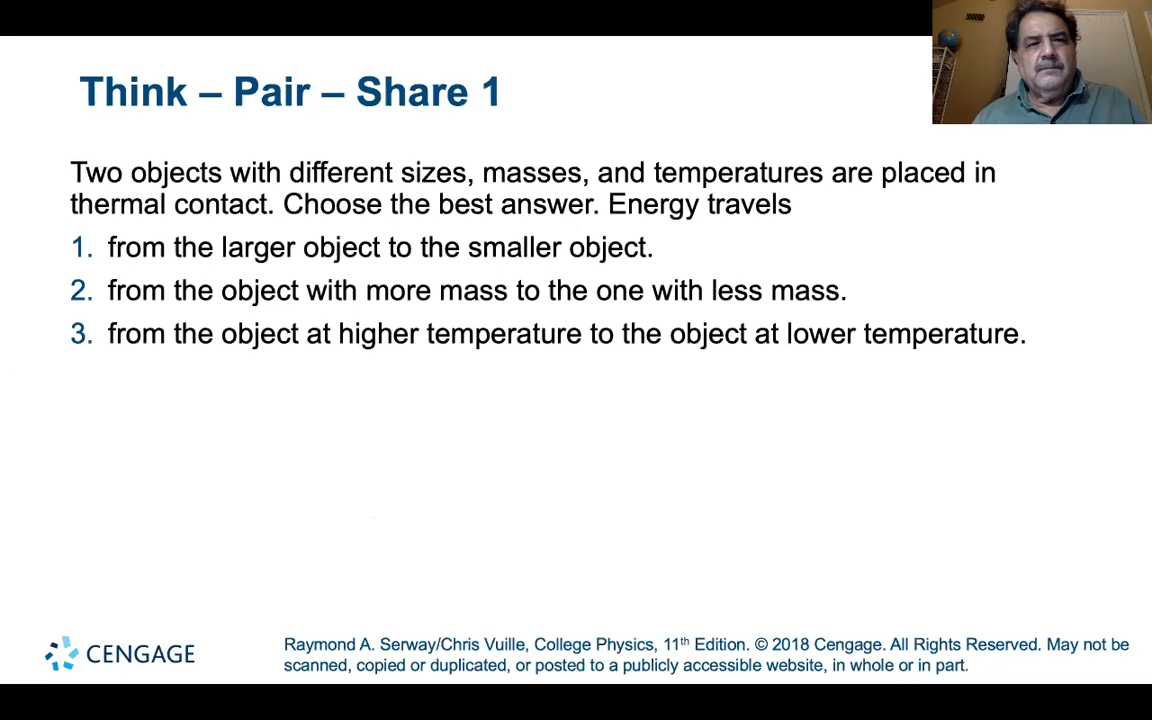 Think – Pair – Share 1
Two objects with different sizes, masses, and temperatures are placed in
thermal contact. Choose the best answer. Energy travels
1. from the larger object to the smaller object.
2. from the object with more mass to the one with less mass.
3. from the object at higher temperature to the object at lower temperature.
CENGAGE
Raymond A. Serway/Chris Vuille, College Physics, 11th Edition. © 2018 Cengage. All Rights Reserved. May not be
scanned, copied or duplicated, or posted to a publicly accessible website, in whole or in part.